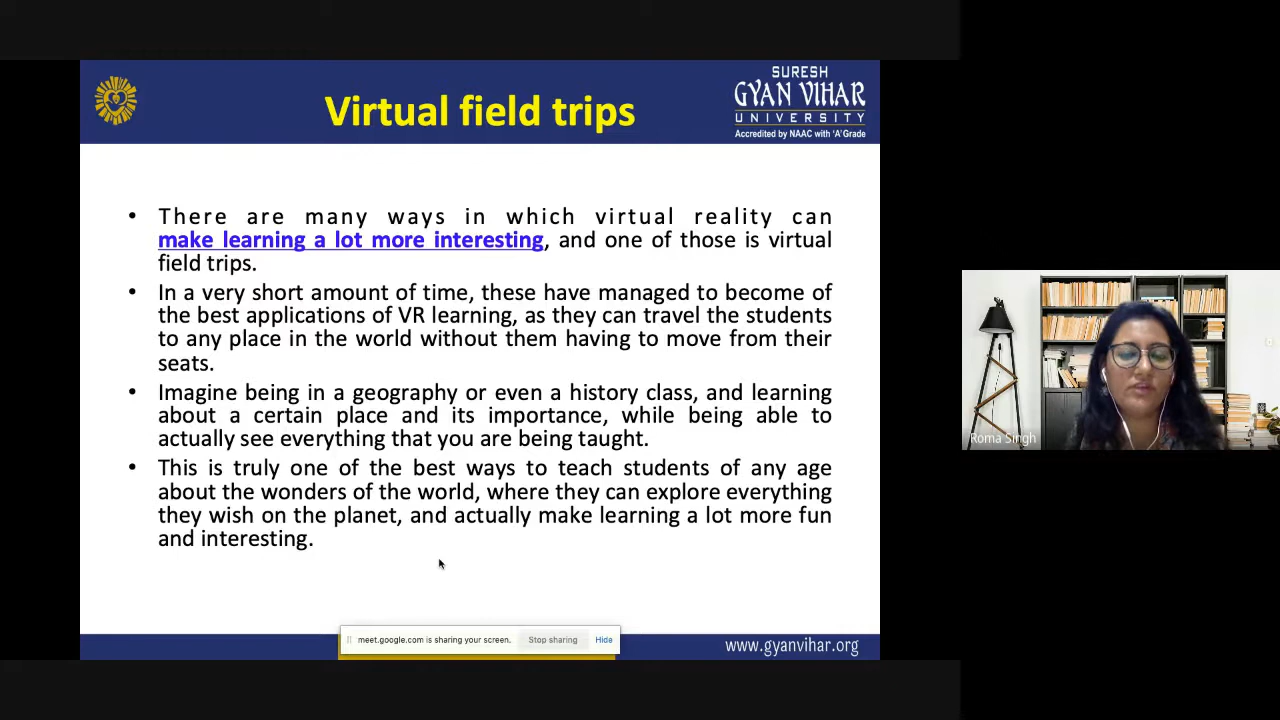 Virtual field trips
SURESH
GYAN VIHAR
UNIVERSITY
Accredited by NAAC with 'A' Grade
• There are many ways in which virtual reality can
make learning a lot more interesting, and one of those is virtual
field trips.
• In a very short amount of time, these have managed to become of
the best applications of VR learning, as they can travel the students
to any place in the world without them having to move from their
seats.
• Imagine being in a geography or even a history class, and learning
about a certain place and its importance, while being able to
actually see everything that you are being taught.
• This is truly one of the best ways to teach students of any age
about the wonders of the world, where they can explore everything
they wish on the planet, and actually make learning a lot more fun
and interesting.
Roma Singh
meet.google.com is sharing your screen. Stop sharing Hide
www.gyanvihar.org